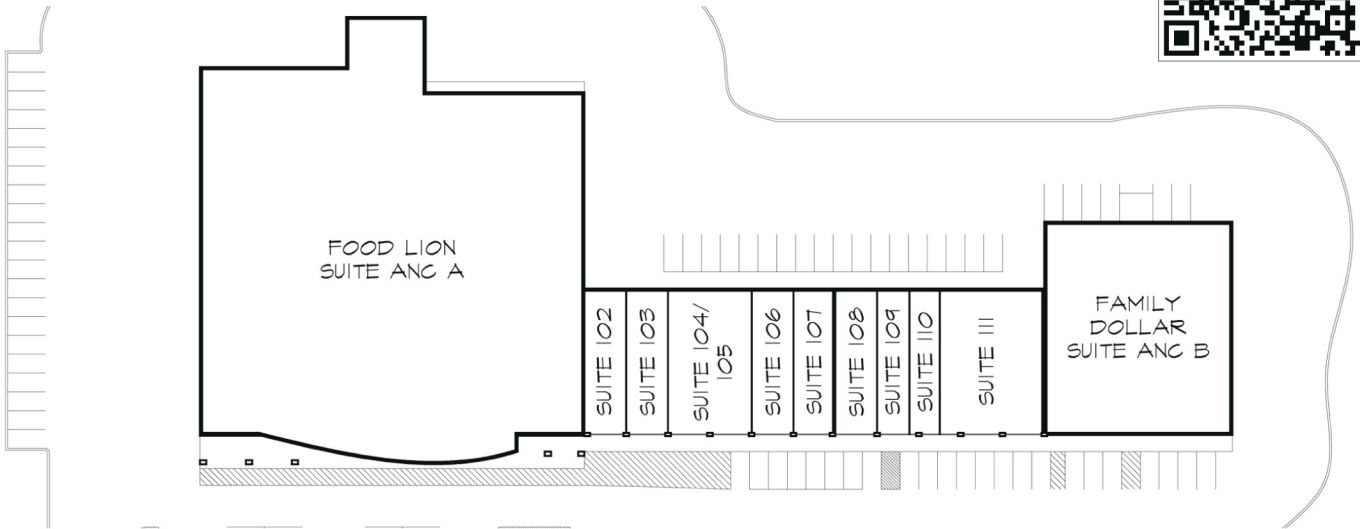 FOOD LION
SUITE ANC A
SUITE 102
SUITE 103
SUITE 104/
105
SUITE 106
SUITE 107
SUITE 108
SUITE 109
SUITE 110
SUITE 111
FAMILY
DOLLAR
SUITE ANC B